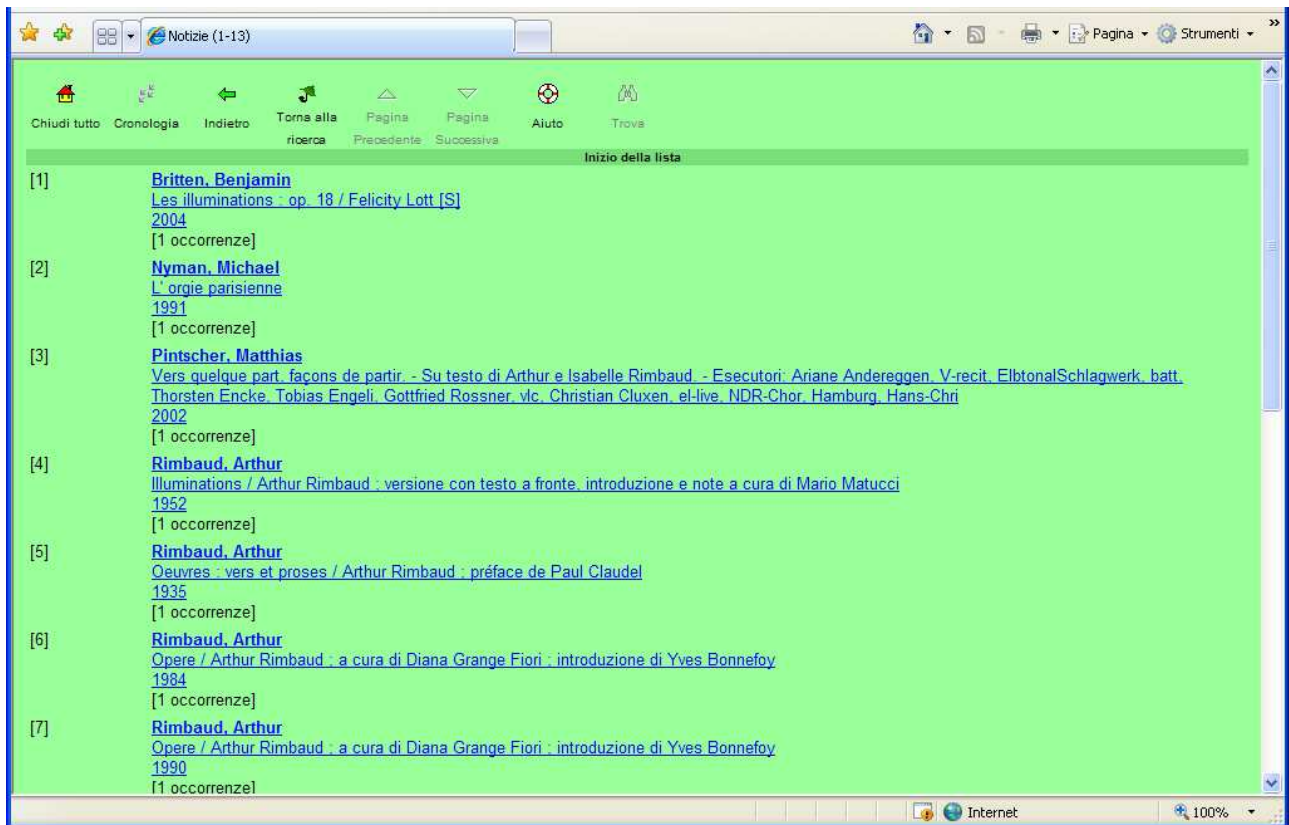 Notizie (1-13)
Pagina
Strumenti
»
Chiudi tutto
Cronologia
Indietro
Torna alla
ricerca
Pagina
Precedente
Pagina
Successiva
Aiuto
Trova
Inizio della lista
[1] Britten, Benjamin
Les illuminations : op. 18 / Felicity Lott [S]
2004
[1 occorrenze]
[2] Nyman, Michael
L' orgie parisienne
1991
[1 occorrenze]
[3] Pintscher, Matthias
Vers quelque part, façons de partir. - Su testo di Arthur e Isabelle Rimbaud. - Esecutori: Ariane Andereggen, V-recit, ElbtonalSchlagwerk, batt,
Thorsten Encke, Tobias Engeli, Gottfried Rossner, vlc, Christian Cluxen, el-live, NDR-Chor, Hamburg, Hans-Chri
2002
[1 occorrenze]
[4] Rimbaud, Arthur
Illuminations / Arthur Rimbaud ; versione con testo a fronte, introduzione e note a cura di Mario Matucci
1952
[1 occorrenze]
[5] Rimbaud, Arthur
Oeuvres : vers et proses / Arthur Rimbaud ; préface de Paul Claudel
1935
[1 occorrenze]
[6] Rimbaud, Arthur
Opere / Arthur Rimbaud ; a cura di Diana Grange Fiori ; introduzione di Yves Bonnefoy
1984
[1 occorrenze]
[7] Rimbaud, Arthur
Opere / Arthur Rimbaud ; a cura di Diana Grange Fiori ; introduzione di Yves Bonnefoy
1990
[1 occorrenze]
Internet
100%